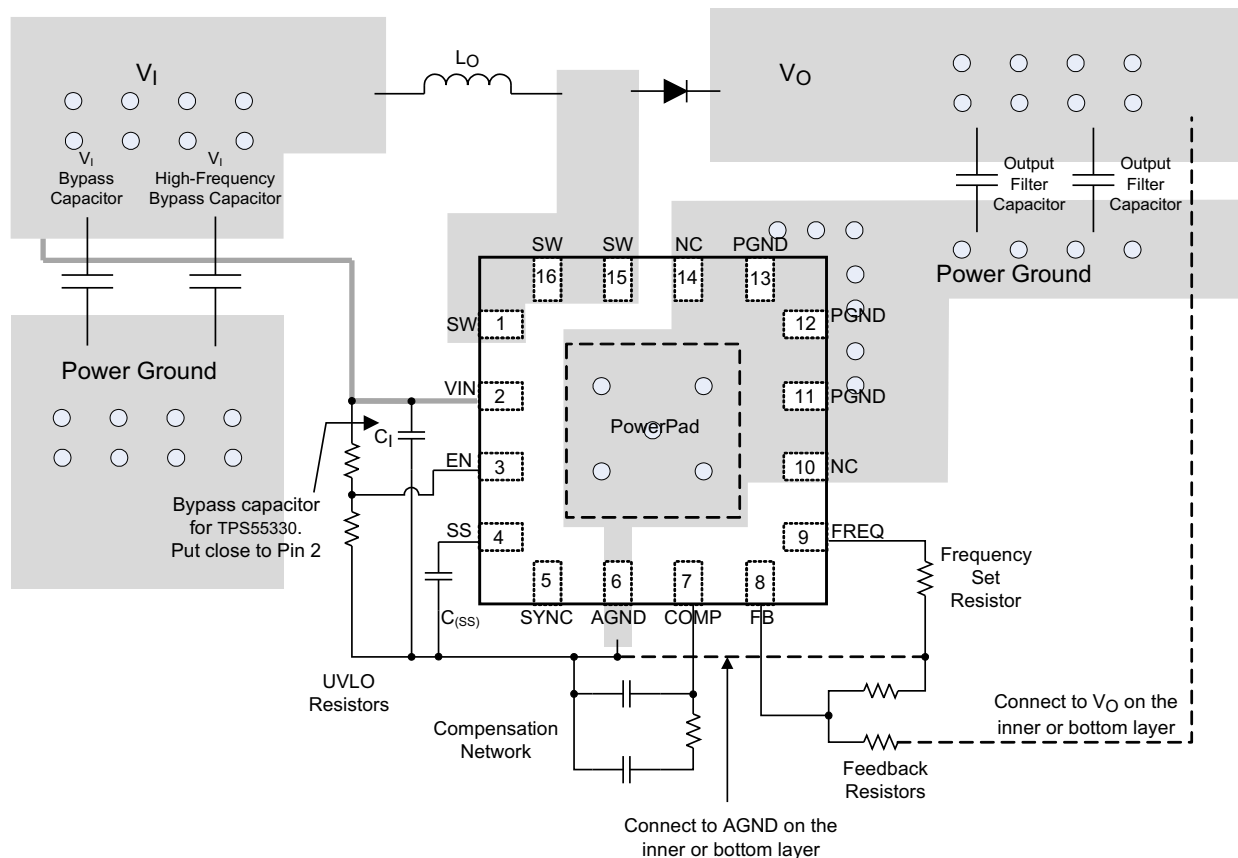 LO
VI
VO
VI
Bypass
Capacitor
VI
High-Frequency
Bypass Capacitor
Output
Filter
Capacitor
Output
Filter
Capacitor
SW
SW
NC
PGND
16
15
14
13
Power Ground
SW
1
12
PGND
Power Ground
VIN
2
11
PGND
PowerPad
CI
EN
3
10
NC
Bypass capacitor
for TPS55330.
Put close to Pin 2
SS
4
9
FREQ
Frequency
Set
Resistor
5
6
7
8
C(SS)
SYNC
AGND
COMP
FB
UVLO
Resistors
Compensation
Network
Connect to VO on the
inner or bottom layer
Feedback
Resistors
Connect to AGND on the
inner or bottom layer